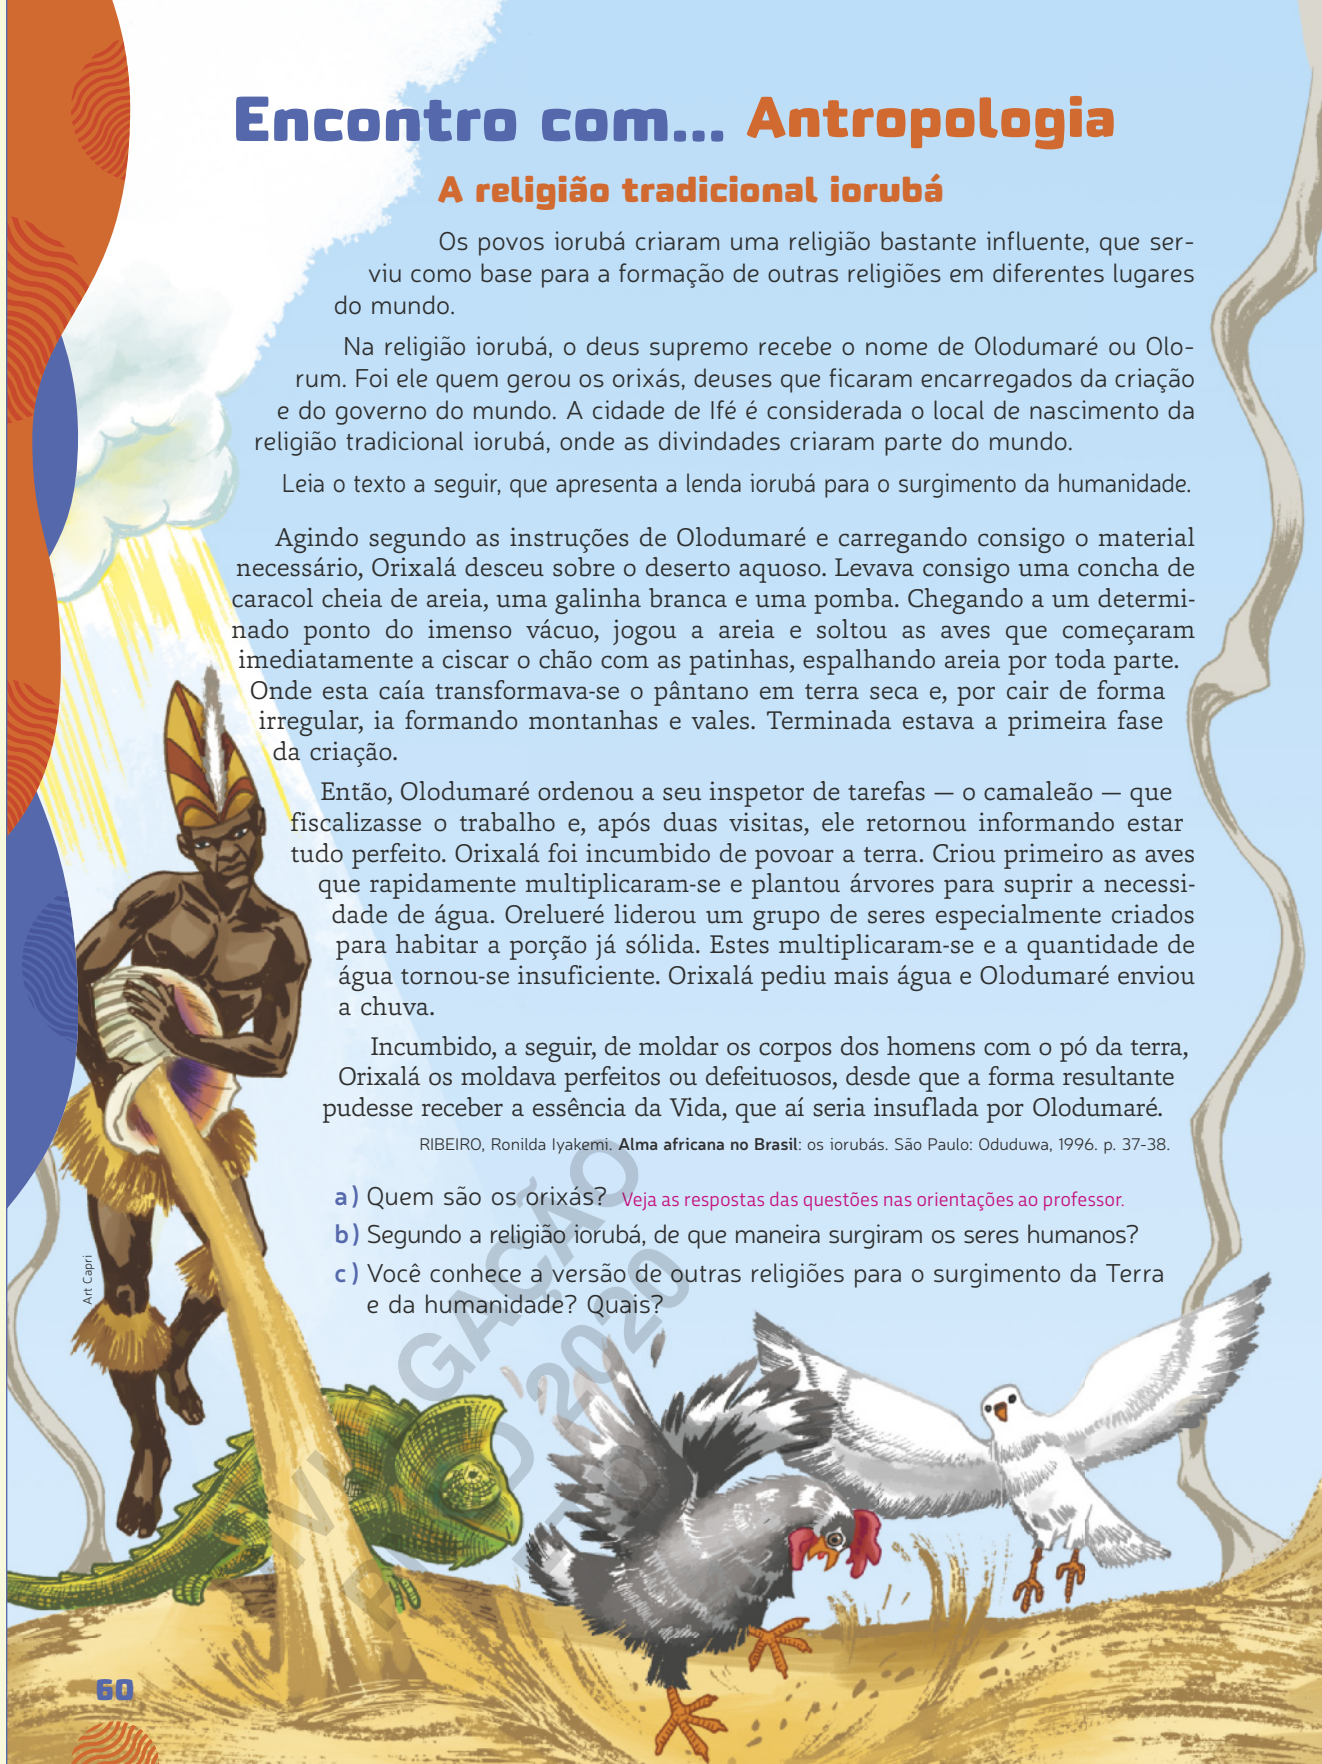 Encontro com... Antropologia
A religião tradicional iorubá
Os povos iorubá criaram uma religião bastante influente, que ser-
viu como base para a formação de outras religiões em diferentes lugares
do mundo.
Na religião iorubá, o deus supremo recebe o nome de Olodumaré ou Olo-
rum. Foi ele quem gerou os orixás, deuses que ficaram encarregados da criação
e do governo do mundo. A cidade de Ifé é considerada o local de nascimento da
religião tradicional iorubá, onde as divindades criaram parte do mundo.
Leia o texto a seguir, que apresenta a lenda iorubá para o surgimento da humanidade.
Agindo segundo as instruções de Olodumaré e carregando consigo o material
necessário, Orixalá desceu sobre o deserto aquoso. Levava consigo uma concha de
caracol cheia de areia, uma galinha branca e uma pomba. Chegando a um determi-
nado ponto do imenso vácuo, jogou a areia e soltou as aves que começaram
imediatamente a ciscar o chão com as patinhas, espalhando areia por toda parte.
Onde esta caía transformava-se o pântano em terra seca e, por cair de forma
irregular, ia formando montanhas e vales. Terminada estava a primeira fase
da criação.
Então, Olodumaré ordenou a seu inspetor de tarefas — o camaleão — que
fiscalizasse o trabalho e, após duas visitas, ele retornou informando estar
tudo perfeito. Orixalá foi incumbido de povoar a terra. Criou primeiro as aves
que rapidamente multiplicaram-se e plantou árvores para suprir a necessi-
dade de água. Orelueré liderou um grupo de seres especialmente criados
para habitar a porção já sólida. Estes multiplicaram-se e a quantidade de
água tornou-se insuficiente. Orixalá pediu mais água e Olodumaré enviou
a chuva.
Incumbido, a seguir, de moldar os corpos dos homens com o pó da terra,
Orixalá os moldava perfeitos ou defeituosos, desde que a forma resultante
pudesse receber a essência da Vida, que aí seria insuflada por Olodumaré.
RIBEIRO, Ronilda Iyakemi. Alma africana no Brasil: os iorubás. São Paulo: Oduduwa, 1996. p. 37-38.
a) Quem são os orixás? Veja as respostas das questões nas orientações ao professor.
b) Segundo a religião iorubá, de que maneira surgiram os seres humanos?
c) Você conhece a versão de outras religiões para o surgimento da Terra
e da humanidade? Quais?
Art Capri
60